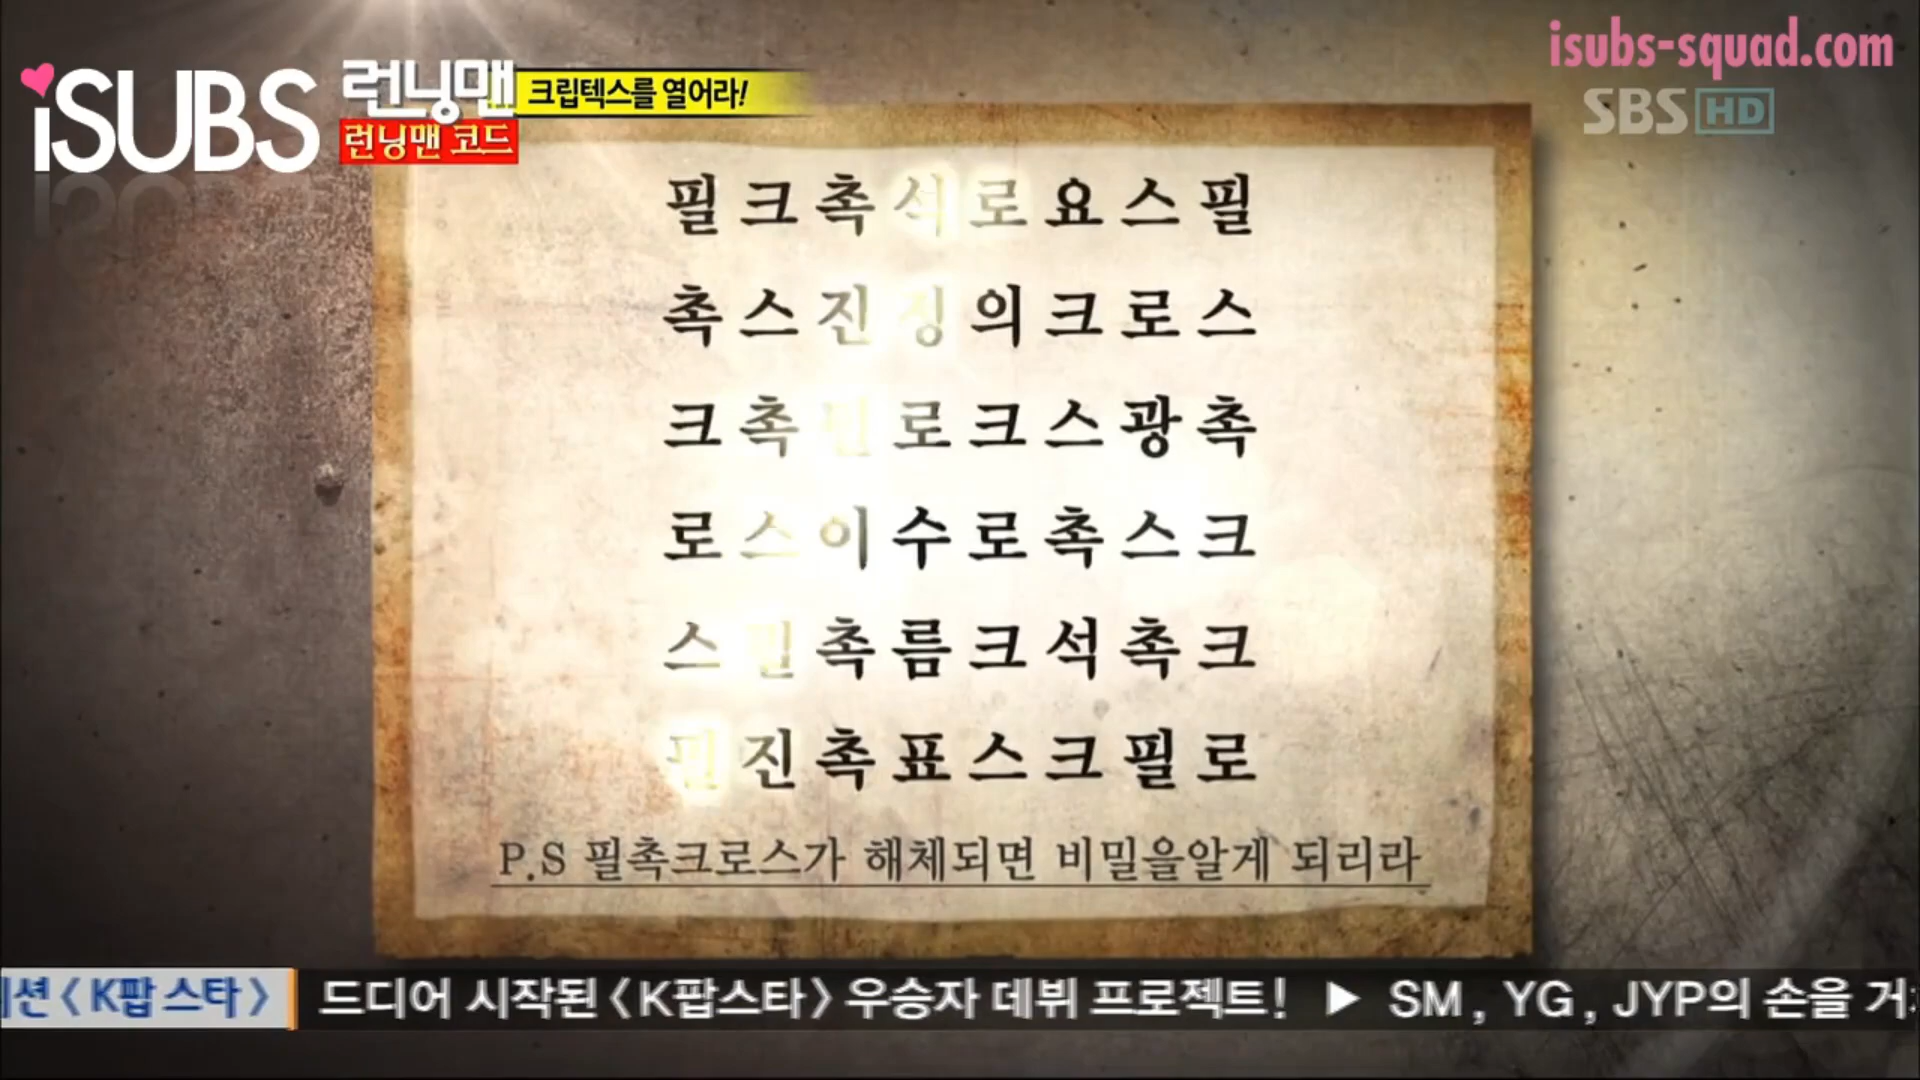 isubs-squad.com
iSUBS
런닝맨
크립텍스를 열어라!
런닝맨 코드
SBS HD
필크촉석로요스필
촉스진징의크로스
크촉민로크스광촉
로스이수로촉스크
스민촉름크석촉크
필진촉표스크필로
P.S 필촉크로스가 해체되면 비밀을알게 되리라
션〈K팝 스타〉 드디어 시작된〈K팝스타〉우승자 데뷔 프로젝트! ▶ SM, YG, JYP의 손을